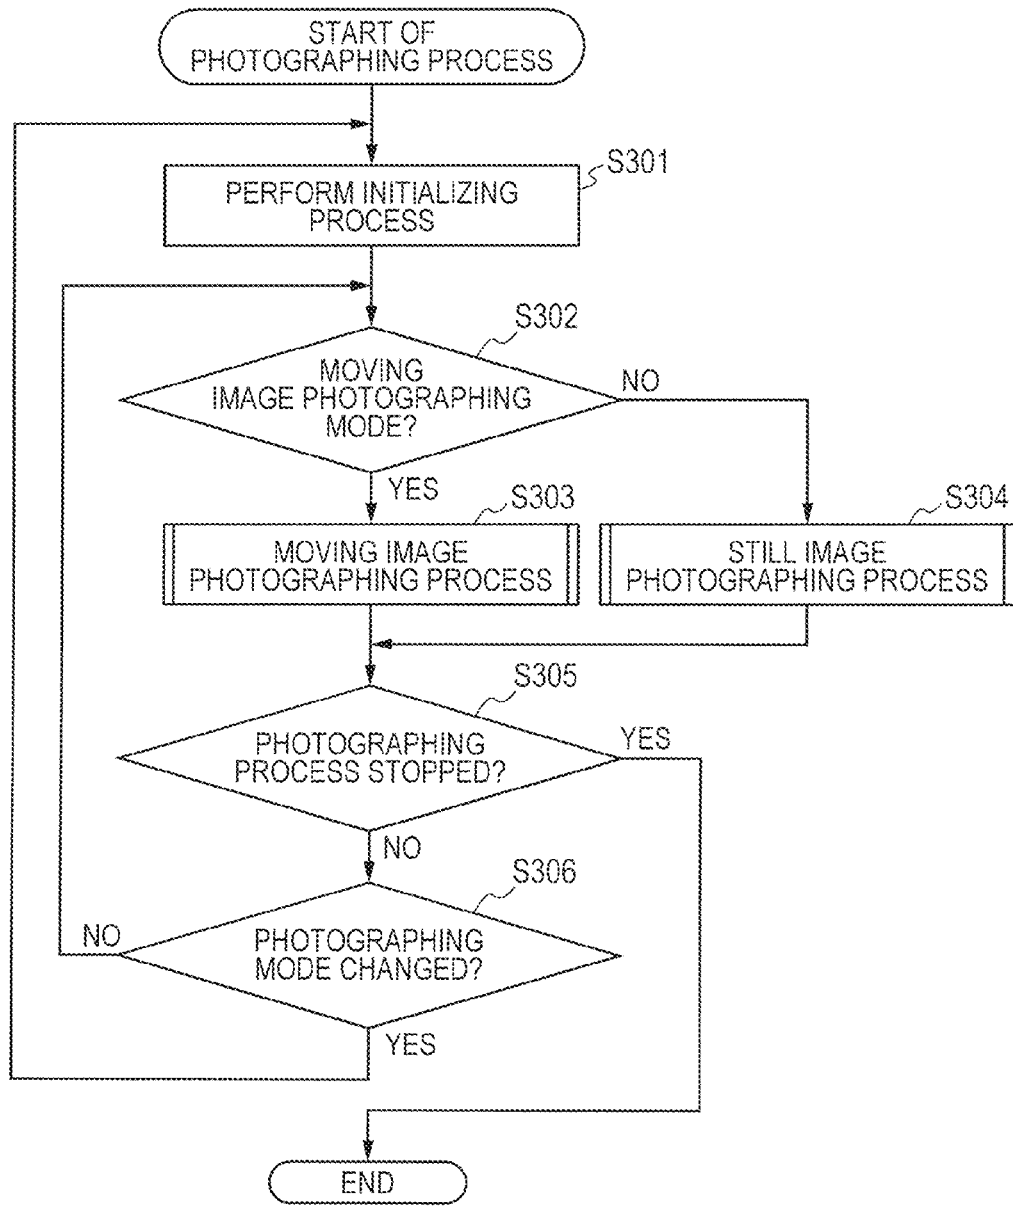 START OF
PHOTOGRAPHING PROCESS
S301
PERFORM INITIALIZING
PROCESS
S302
MOVING
IMAGE PHOTOGRAPHING
MODE?
NO
YES
S303
MOVING IMAGE
PHOTOGRAPHING PROCESS
S304
STILL IMAGE
PHOTOGRAPHING PROCESS
S305
PHOTOGRAPHING
PROCESS STOPPED?
YES
NO
S306
PHOTOGRAPHING
MODE CHANGED?
NO
YES
END